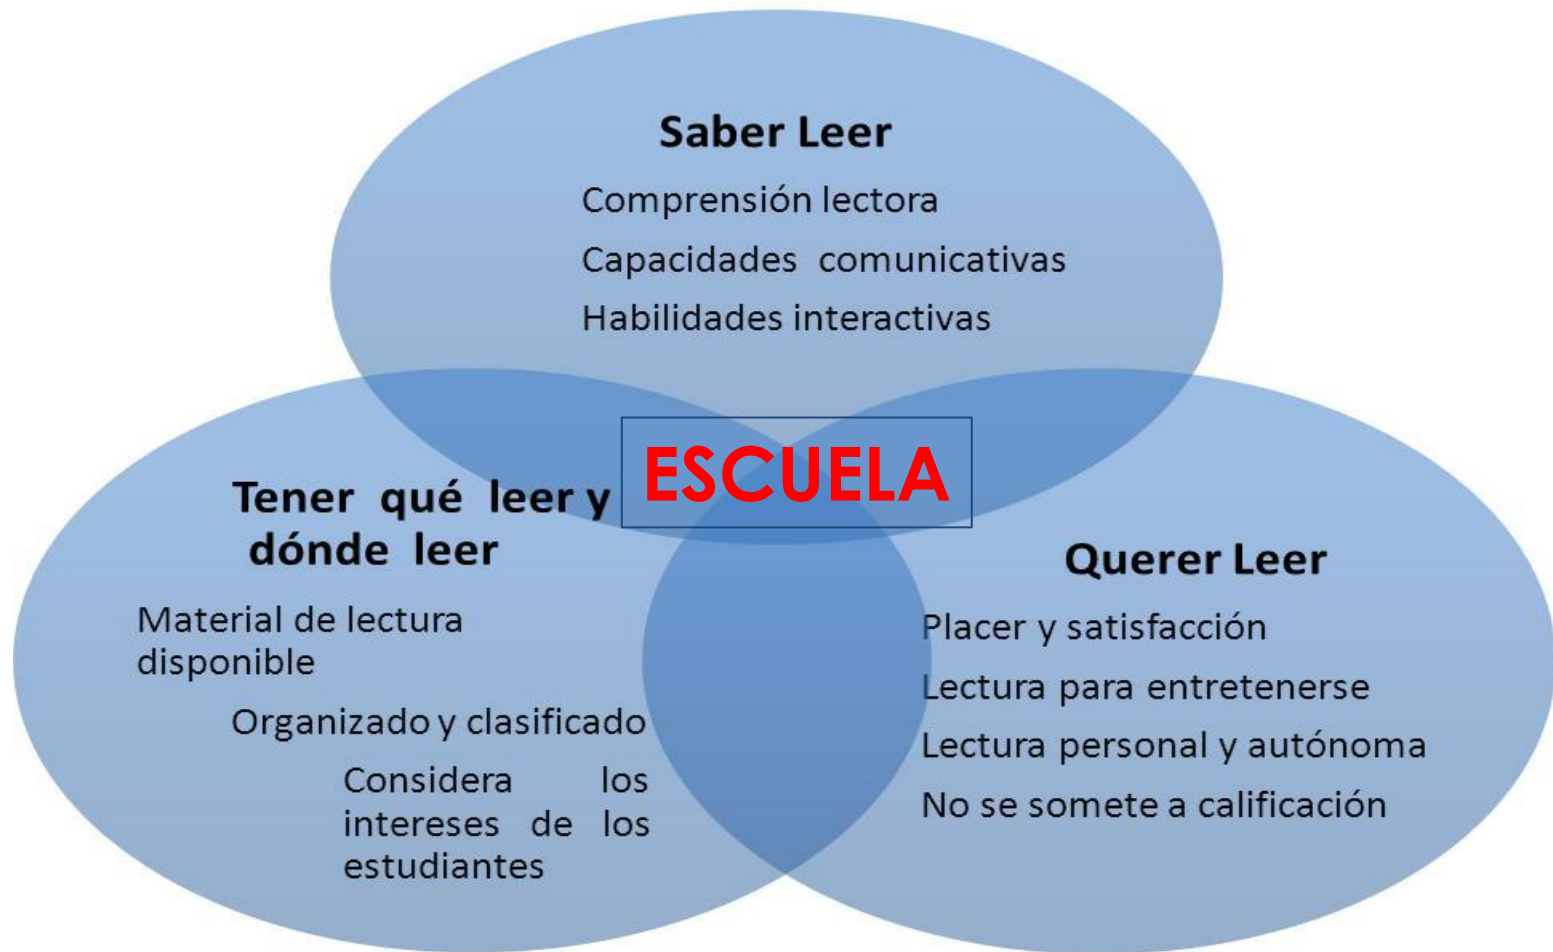 Saber Leer
Comprensión lectora
Capacidades comunicativas
Habilidades interactivas
ESCUELA
Tener qué leer y
dónde leer
Material de lectura
disponible
Organizado y clasificado
Considera los
intereses de los
estudiantes
Querer Leer
Placer y satisfacción
Lectura para entretenerse
Lectura personal y autónoma
No se somete a calificación